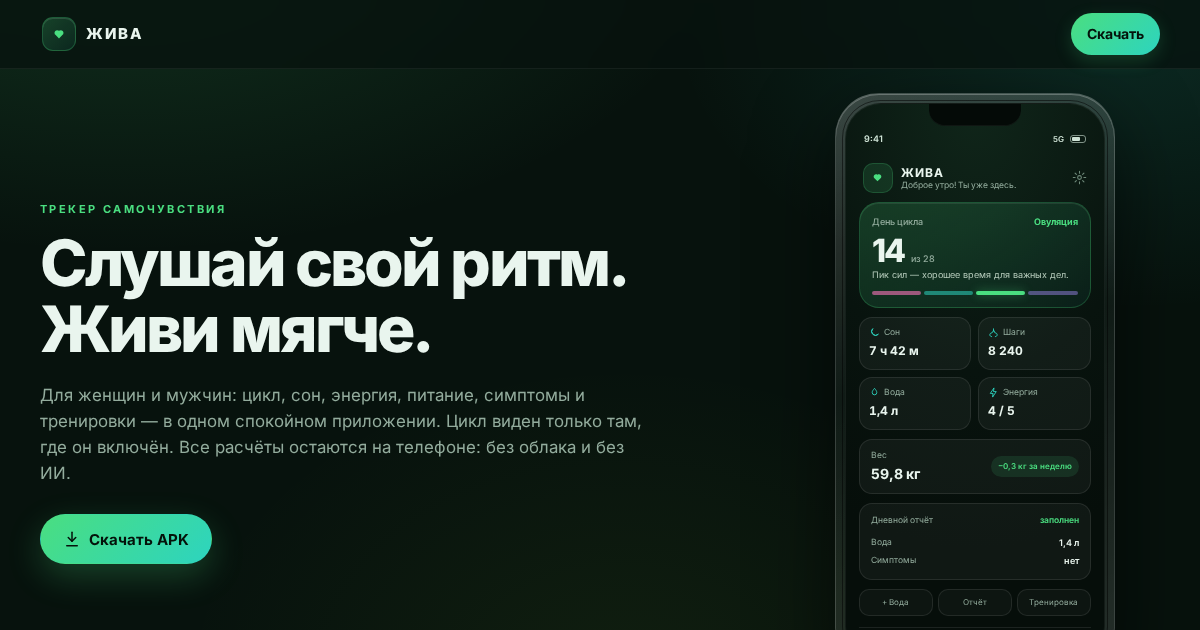 ЖИВА
Скачать
ТРЕКЕР САМОЧУВСТВИЯ
Слушай свой ритм.
Живи мягче.
Для женщин и мужчин: цикл, сон, энергия, питание, симптомы и
тренировки — в одном спокойном приложении. Цикл виден только там,
где он включён. Все расчёты остаются на телефоне: без облака и без
ИИ.
Скачать APK
9:41
5G
ЖИВА
Доброе утро! Ты уже здесь.
День цикла
Овуляция
14 из 28
Пик сил — хорошее время для важных дел.
Сон
7 ч 42 м
Шаги
8 240
Вода
1,4 л
Энергия
4 / 5
Вес
59,8 кг
−0,3 кг за неделю
Дневной отчёт
заполнен
Вода
1,4 л
Симптомы
нет
+ Вода
Отчёт
Тренировка